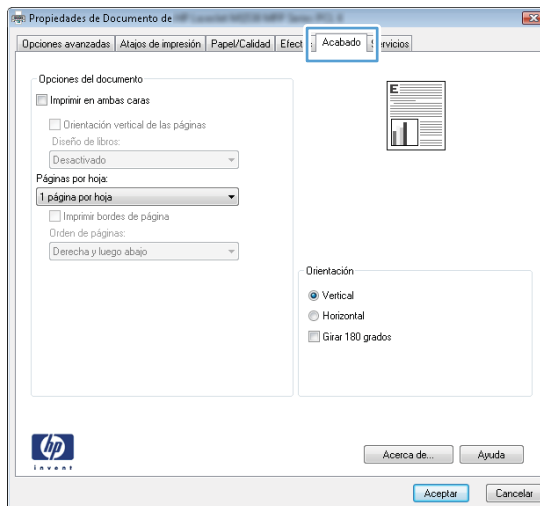 Propiedades de Documento de
Opciones avanzadas Atajos de impresión Papel/Calidad Acabado
Opciones del documento
Imprimir en ambas caras
Orientación vertical de las páginas
Diseño de libros:
Desactivado
Páginas por hoja:
1 página por hoja
Imprimir bordes de página
Orden de páginas:
Derecha y luego abajo
E
Orientación
Vertical
Horizontal
Girar 180 grados
hp
invent
Acerca de... Ayuda
Aceptar Cancelar